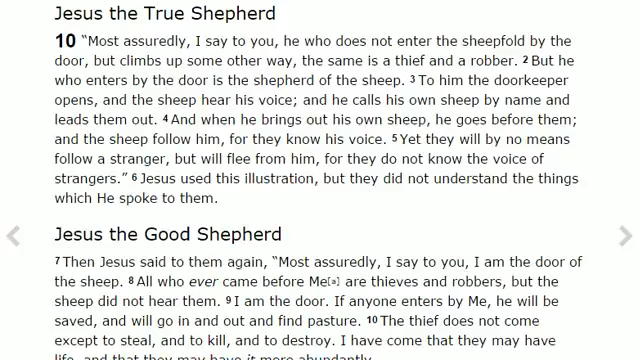 Jesus the True Shepherd
10 “Most assuredly, I say to you, he who does not enter the sheepfold by the
door, but climbs up some other way, the same is a thief and a robber. 2 But he
who enters by the door is the shepherd of the sheep. 3 To him the doorkeeper
opens, and the sheep hear his voice; and he calls his own sheep by name and
leads them out. 4 And when he brings out his own sheep, he goes before them;
and the sheep follow him, for they know his voice. 5 Yet they will by no means
follow a stranger, but will flee from him, for they do not know the voice of
strangers.” 6 Jesus used this illustration, but they did not understand the things
which He spoke to them.
Jesus the Good Shepherd
7 Then Jesus said to them again, “Most assuredly, I say to you, I am the door of
the sheep. 8 All who ever came before Me[a] are thieves and robbers, but the
sheep did not hear them. 9 I am the door. If anyone enters by Me, he will be
saved, and will go in and out and find pasture. 10 The thief does not come
except to steal, and to kill, and to destroy. I have come that they may have
life, and that they may have it more abundantly.